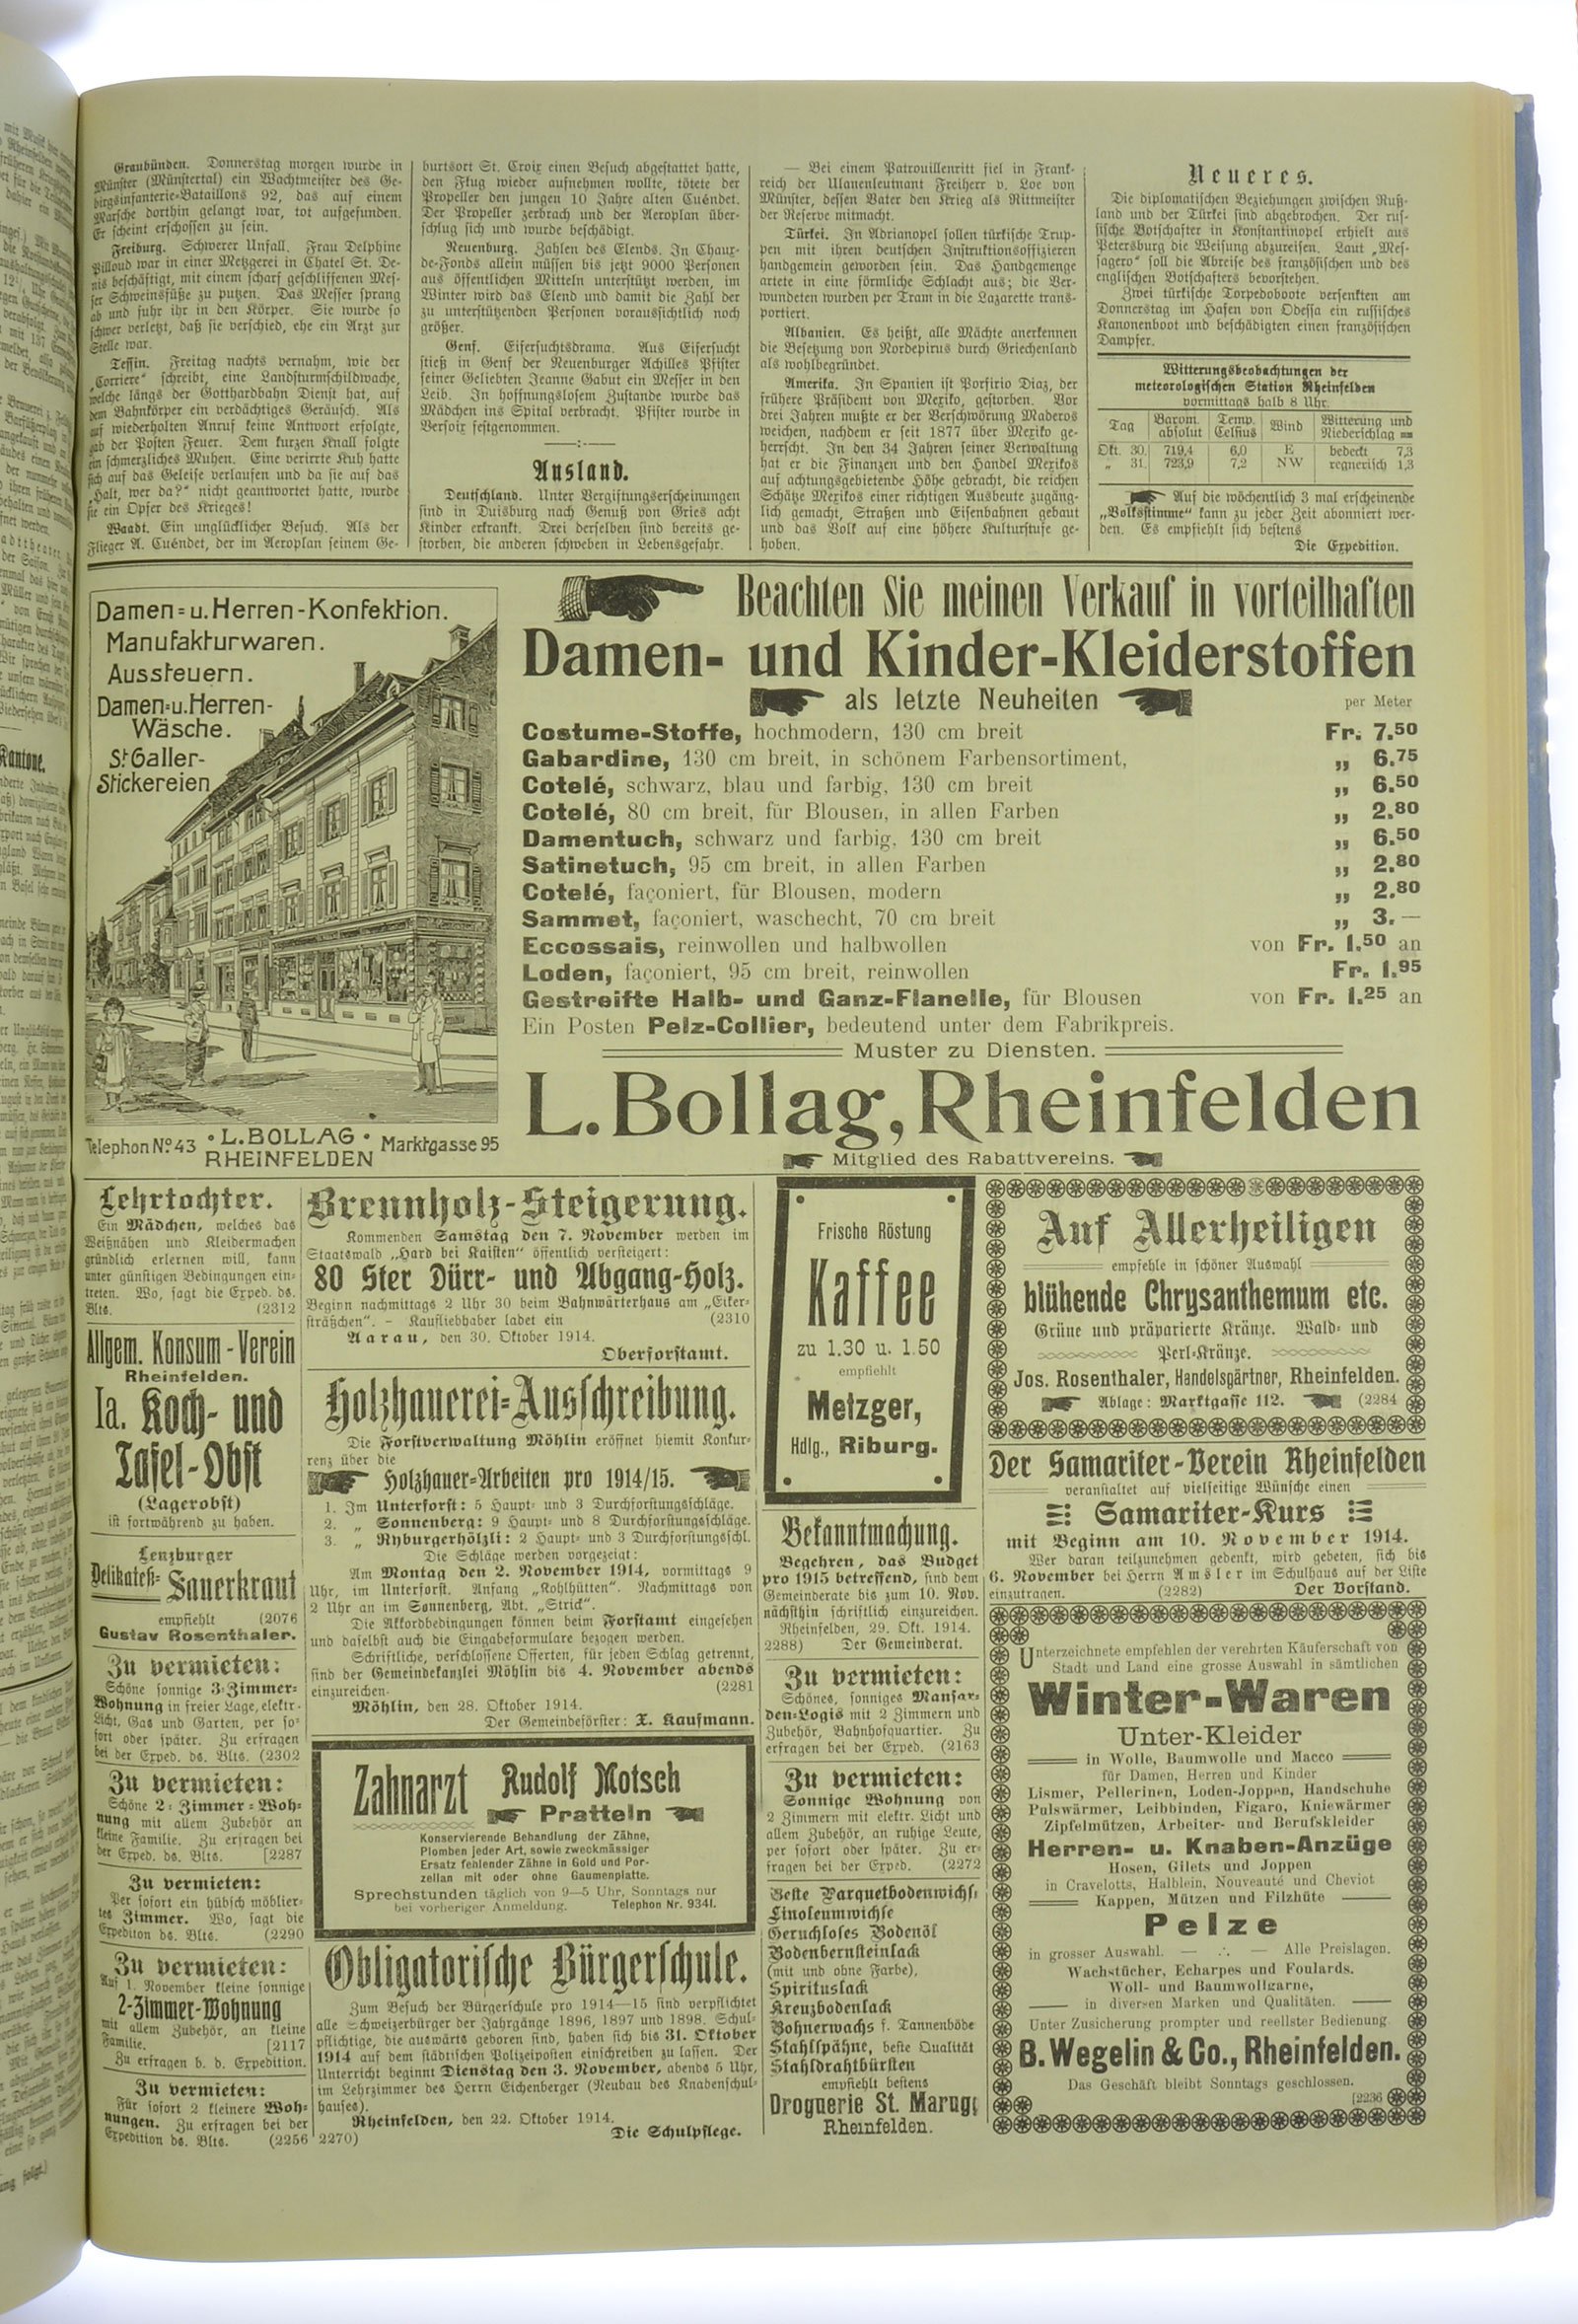 Graubünden. Donnerstag morgen wurde in
Münster (Münstertal) ein Wachtmeister des Ge-
birgsinfanterie-Bataillons 92, das auf einem
Marsche dorthin gelangt war, tot aufgefunden.
Er scheint erschossen zu sein.
Freiburg. Schwerer Unfall. Frau Delphine
Pilloud war in einer Metzgerei in Chatel St. De-
nis beschäftigt, mit einem scharf geschliffenen Mes-
ser Schweinsfüße zu putzen. Das Messer sprang
ab und fuhr ihr in den Körper. Sie wurde so
schwer verletzt, daß sie verschied, ehe ein Arzt zur
Stelle war.
Tessin. Freitag nachts vernahm, wie der
„Corriere“ schreibt, eine Landsturmschildwache,
welche längs der Gotthardbahn Dienst hat, auf
dem Bahnkörper ein verdächtiges Geräusch. Als
auf wiederholten Anruf keine Antwort erfolgte,
gab der Posten Feuer. Dem kurzen Knall folgte
ein schmerzliches Muhen. Eine verirrte Kuh hatte
sich auf das Geleise verlaufen und da sie auf das
„Halt, wer da?“ nicht geantwortet hatte, wurde
sie ein Opfer des Krieges!
Waadt. Ein unglücklicher Besuch. Als der
Flieger A. Cuéndet, der im Aeroplan seinem Ge-
burtsort St. Croix einen Besuch abgestattet hatte,
den Flug wieder aufnehmen wollte, tötete der
Propeller den jungen 10 Jahre alten Cuéndet.
Der Propeller zerbrach und der Aeroplan über-
schlug sich und wurde beschädigt.
Neuenburg. Zahlen des Elends. In Chaux-
de-Fonds allein müssen bis jetzt 9000 Personen
aus öffentlichen Mitteln unterstützt werden, im
Winter wird das Elend und damit die Zahl der
zu unterstützenden Personen voraussichtlich noch
größer.
Genf. Eifersuchtsdrama. Aus Eifersucht
stieß in Genf der Neuenburger Achilles Pfister
seiner Geliebten Jeanne Gabut ein Messer in den
Leib. In hoffnungslosem Zustande wurde das
Mädchen ins Spital verbracht. Pfister wurde in
Versoix festgenommen.
Ausland.
Deutschland. Unter Vergiftungserscheinungen
sind in Duisburg nach Genuß von Gries acht
Kinder erkrankt. Drei derselben sind bereits ge-
storben, die anderen schweben in Lebensgefahr.
— Bei einem Patrouillenritt fiel in Frank-
reich der Ulanenleutnant Freiherr v. Loe von
Münster, dessen Vater den Krieg als Rittmeister
der Reserve mitmacht.
Türkei. In Adrianopel sollen türkische Trup-
pen mit ihren deutschen Instruktionsoffizieren
handgemein geworden sein. Das Handgemenge
artete in eine förmliche Schlacht aus; die Ver-
wundeten wurden per Tram in die Lazarette trans-
portiert.
Albanien. Es heißt, alle Mächte anerkennen
die Besetzung von Nordepirus durch Griechenland
als wohlbegründet.
Amerika. In Spanien ist Porfirio Diaz, der
frühere Präsident von Mexiko, gestorben. Vor
drei Jahren mußte er der Verschwörung Maderos
weichen, nachdem er seit 1877 über Mexiko ge-
herrscht. In den 34 Jahren seiner Verwaltung
hat er die Finanzen und den Handel Mexikos
auf achtungsgebietende Höhe gebracht, die reichen
Schätze Mexikos einer richtigen Ausbeute zugäng-
lich gemacht, Straßen und Eisenbahnen gebaut
und das Volk auf eine höhere Kulturstufe ge-
hoben.
Neueres.
Die diplomatischen Beziehungen zwischen Ruß-
land und der Türkei sind abgebrochen. Der rus-
sische Botschafter in Konstantinopel erhielt aus
Petersburg die Weisung abzureisen. Laut „Mes-
sagero“ soll die Abreise des französischen und des
englischen Botschafters bevorstehen.
Zwei türkische Torpedoboote versenkten am
Donnerstag im Hafen von Odessa ein russisches
Kanonenboot und beschädigten einen französischen
Dampfer.
Witterungsbeobachtungen der
meteorologischen Station Rheinfelden
vormittags halb 8 Uhr.
Tag Barom. absolut Temp. Celsius Wind Witterung und Niederschlag mm
Okt. 30. 719,4 6,0 E bedeckt 7,3
„ 31. 723,9 7,2 NW regnerisch 1,3
Auf die wöchentlich 3 mal erscheinende
„Volksstimme“ kann zu jeder Zeit abonniert wer-
den. Es empfiehlt sich bestens
Die Expedition.
Damen- u. Herren-Konfektion.
Manufakturwaren.
Aussteuern.
Damen-u.Herren-
Wäsche.
St Galler-
Stickereien
Telephon No. 43 • L. BOLLAG • Marktgasse 95
RHEINFELDEN
Beachten Sie meinen Verkauf in vorteilhaften
Damen- und Kinder-Kleiderstoffen
als letzte Neuheiten
per Meter
Costume-Stoffe, hochmodern, 130 cm breit Fr. 7.50
Gabardine, 130 cm breit, in schönem Farbensortiment, „ 6.75
Cotelé, schwarz, blau und farbig, 130 cm breit „ 6.50
Cotelé, 80 cm breit, für Blousen, in allen Farben „ 2.80
Damentuch, schwarz und farbig, 130 cm breit „ 6.50
Satinetuch, 95 cm breit, in allen Farben „ 2.80
Cotelé, façoniert, für Blousen, modern „ 2.80
Sammet, façoniert, waschecht, 70 cm breit „ 3.—
Eccossais, reinwollen und halbwollen von Fr. 1.50 an
Loden, façoniert, 95 cm breit, reinwollen Fr. 1.95
Gestreifte Halb- und Ganz-Flanelle, für Blousen von Fr. 1.25 an
Ein Posten Pelz-Collier, bedeutend unter dem Fabrikpreis.
Muster zu Diensten.
L. Bollag, Rheinfelden
Mitglied des Rabattvereins.
Lehrtochter.
Ein Mädchen, welches das
Weißnähen und Kleidermachen
gründlich erlernen will, kann
unter günstigen Bedingungen ein-
treten. Wo, sagt die Exped. ds.
Blts. (2312
Allgem. Konsum-Verein
Rheinfelden.
Ia. Koch- und
Tafel-Obst
(Lagerobst)
ist fortwährend zu haben.
Lenzburger
Delikateß- Sauerkraut
empfiehlt (2076
Gustav Rosenthaler.
Zu vermieten:
Schöne sonnige 3-Zimmer-
Wohnung in freier Lage, elektr.
Licht, Gas und Garten, per so-
fort oder später. Zu erfragen
bei der Exped. ds. Blts. (2302
Zu vermieten:
Schöne 2-Zimmer-Woh-
nung mit allem Zubehör an
kleine Familie. Zu erfragen bei
der Exped. ds. Blts. [2287
Zu vermieten:
Per sofort ein hübsch möblier-
tes Zimmer. Wo, sagt die
Expedition ds. Blts. (2290
Zu vermieten:
Auf 1. November kleine sonnige
2-Zimmer-Wohnung
mit allem Zubehör, an kleine
Familie. [2117
Zu erfragen b. d. Expedition.
Zu vermieten:
Für sofort 2 kleinere Woh-
nungen. Zu erfragen bei der
Expedition ds. Blts. (2256
Brennholz-Steigerung.
Kommenden Samstag den 7. November werden im
Staatswald „Hard bei Kaisten“ öffentlich versteigert:
80 Ster Dürr- und Abgang-Holz.
Beginn nachmittags 2 Uhr 30 beim Bahnwärterhaus am „Eiker-
sträßchen“. – Kaufliebhaber ladet ein (2310
Aarau, den 30. Oktober 1914.
Oberforstamt.
Holzhauerei-Ausschreibung.
Die Forstverwaltung Möhlin eröffnet hiemit Konkur-
renz über die
Holzhauer-Arbeiten pro 1914/15.
1. Im Unterforst: 5 Haupt- und 3 Durchforstungsschläge.
2. „ Sonnenberg: 9 Haupt- und 8 Durchforstungsschläge.
3. „ Ryburgerhölzli: 2 Haupt- und 3 Durchforstungsschl.
Die Schläge werden vorgezeigt:
Am Montag den 2. November 1914, vormittags 9
Uhr, im Unterforst. Anfang „Kohlhütten“. Nachmittags von
2 Uhr an im Sonnenberg, Abt. „Strick“.
Die Akkordbedingungen können beim Forstamt eingesehen
und daselbst auch die Eingabeformulare bezogen werden.
Schriftliche, verschlossene Offerten, für jeden Schlag getrennt,
sind der Gemeindekanzlei Möhlin bis 4. November abends
einzureichen. (2281
Möhlin, den 28. Oktober 1914.
Der Gemeindeförster: X. Kaufmann.
Zahnarzt Rudolf Motsch
Pratteln
Konservierende Behandlung der Zähne,
Plomben jeder Art, sowie zweckmässiger
Ersatz fehlender Zähne in Gold und Por-
zellan mit oder ohne Gaumenplatte.
Sprechstunden täglich von 9—5 Uhr, Sonntags nur
bei vorheriger Anmeldung. Telephon Nr. 9341.
Obligatorische Bürgerschule.
Zum Besuch der Bürgerschule pro 1914—15 sind verpflichtet
alle Schweizerbürger der Jahrgänge 1896, 1897 und 1898. Schul-
pflichtige, die auswärts geboren sind, haben sich bis 31. Oktober
1914 auf dem städtischen Polizeiposten einschreiben zu lassen. Der
Unterricht beginnt Dienstag den 3. November, abends 5 Uhr,
im Lehrzimmer des Herrn Eichenberger (Neubau des Knabenschul-
hauses).
Rheinfelden, den 22. Oktober 1914.
2270) Die Schulpflege.
Frische Röstung
Kaffee
zu 1.30 u. 1.50
empfiehlt
Metzger,
Hdlg., Riburg.
Bekanntmachung.
Begehren, das Budget
pro 1915 betreffend, sind dem
Gemeinderate bis zum 10. Nov.
nächsthin schriftlich einzureichen.
Rheinfelden, 29. Okt. 1914.
2288) Der Gemeinderat.
Zu vermieten:
Schönes, sonniges Mansar-
den-Logis mit 2 Zimmern und
Zubehör, Bahnhofquartier. Zu
erfragen bei der Exped. (2163
Zu vermieten:
Sonnige Wohnung von
2 Zimmern mit elektr. Licht und
allem Zubehör, an ruhige Leute,
per sofort oder später. Zu er-
fragen bei der Exped. (2272
Beste Parquetbodenwichse
Linoleumwichse
Geruchloses Bodenöl
Bodenbernsteinlack
(mit und ohne Farbe),
Spirituslack
Kreuzbodenlack
Bohnerwachs f. Tannenböde
Stahlspähne, beste Qualität
Stahldrahtbürsten
empfiehlt bestens
Droguerie St. Marug
Rheinfelden.
Auf Allerheiligen
empfehle in schöner Auswahl
blühende Chrysanthemum etc.
Grüne und präparierte Kränze. Wald- und
Perl-Kränze.
Jos. Rosenthaler, Handelsgärtner, Rheinfelden.
Ablage: Marktgasse 112. (2284
Der Samariter-Verein Rheinfelden
veranstaltet auf vielseitige Wünsche einen
Samariter-Kurs
mit Beginn am 10. November 1914.
Wer daran teilzunehmen gedenkt, wird gebeten, sich bis
6. November bei Herrn Amsler im Schulhaus auf der Liste
einzutragen. (2282) Der Vorstand.
Unterzeichnete empfehlen der verehrten Käuferschaft von
Stadt und Land eine grosse Auswahl in sämtlichen
Winter-Waren
Unter-Kleider
in Wolle, Baumwolle und Macco
für Damen, Herren und Kinder
Lismer, Pellerinen, Loden-Joppen, Handschuhe
Pulswärmer, Leibbinden, Figaro, Kniewärmer
Zipfelmützen, Arbeiter- und Berufskleider
Herren- u. Knaben-Anzüge
Hosen, Gilets und Joppen
in Cravelotts, Halblein, Nouveauté und Cheviot
Kappen, Mützen und Filzhüte
Pelze
in grosser Auswahl. — ∴ — Alle Preislagen.
Wachstücher, Echarpes und Foulards.
Woll- und Baumwollgarne,
in diversen Marken und Qualitäten.
Unter Zusicherung prompter und reellster Bedienung
B. Wegelin & Co., Rheinfelden.
Das Geschäft bleibt Sonntags geschlossen.
[2236